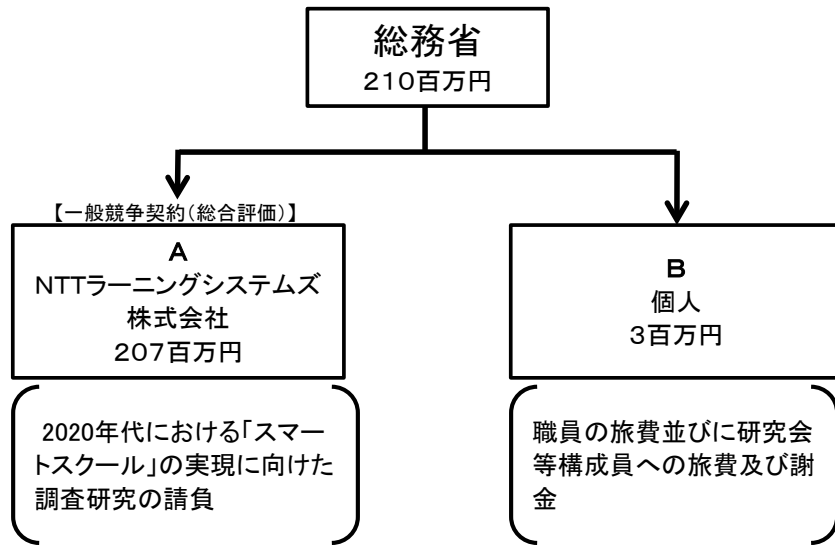 総務省
210百万円
【一般競争契約(総合評価)】
A
NTTラーニングシステムズ
株式会社
207百万円
B
個人
3百万円
2020年代における「スマー
トスクール」の実現に向けた
調査研究の請負
職員の旅費並びに研究会
等構成員への旅費及び謝
金